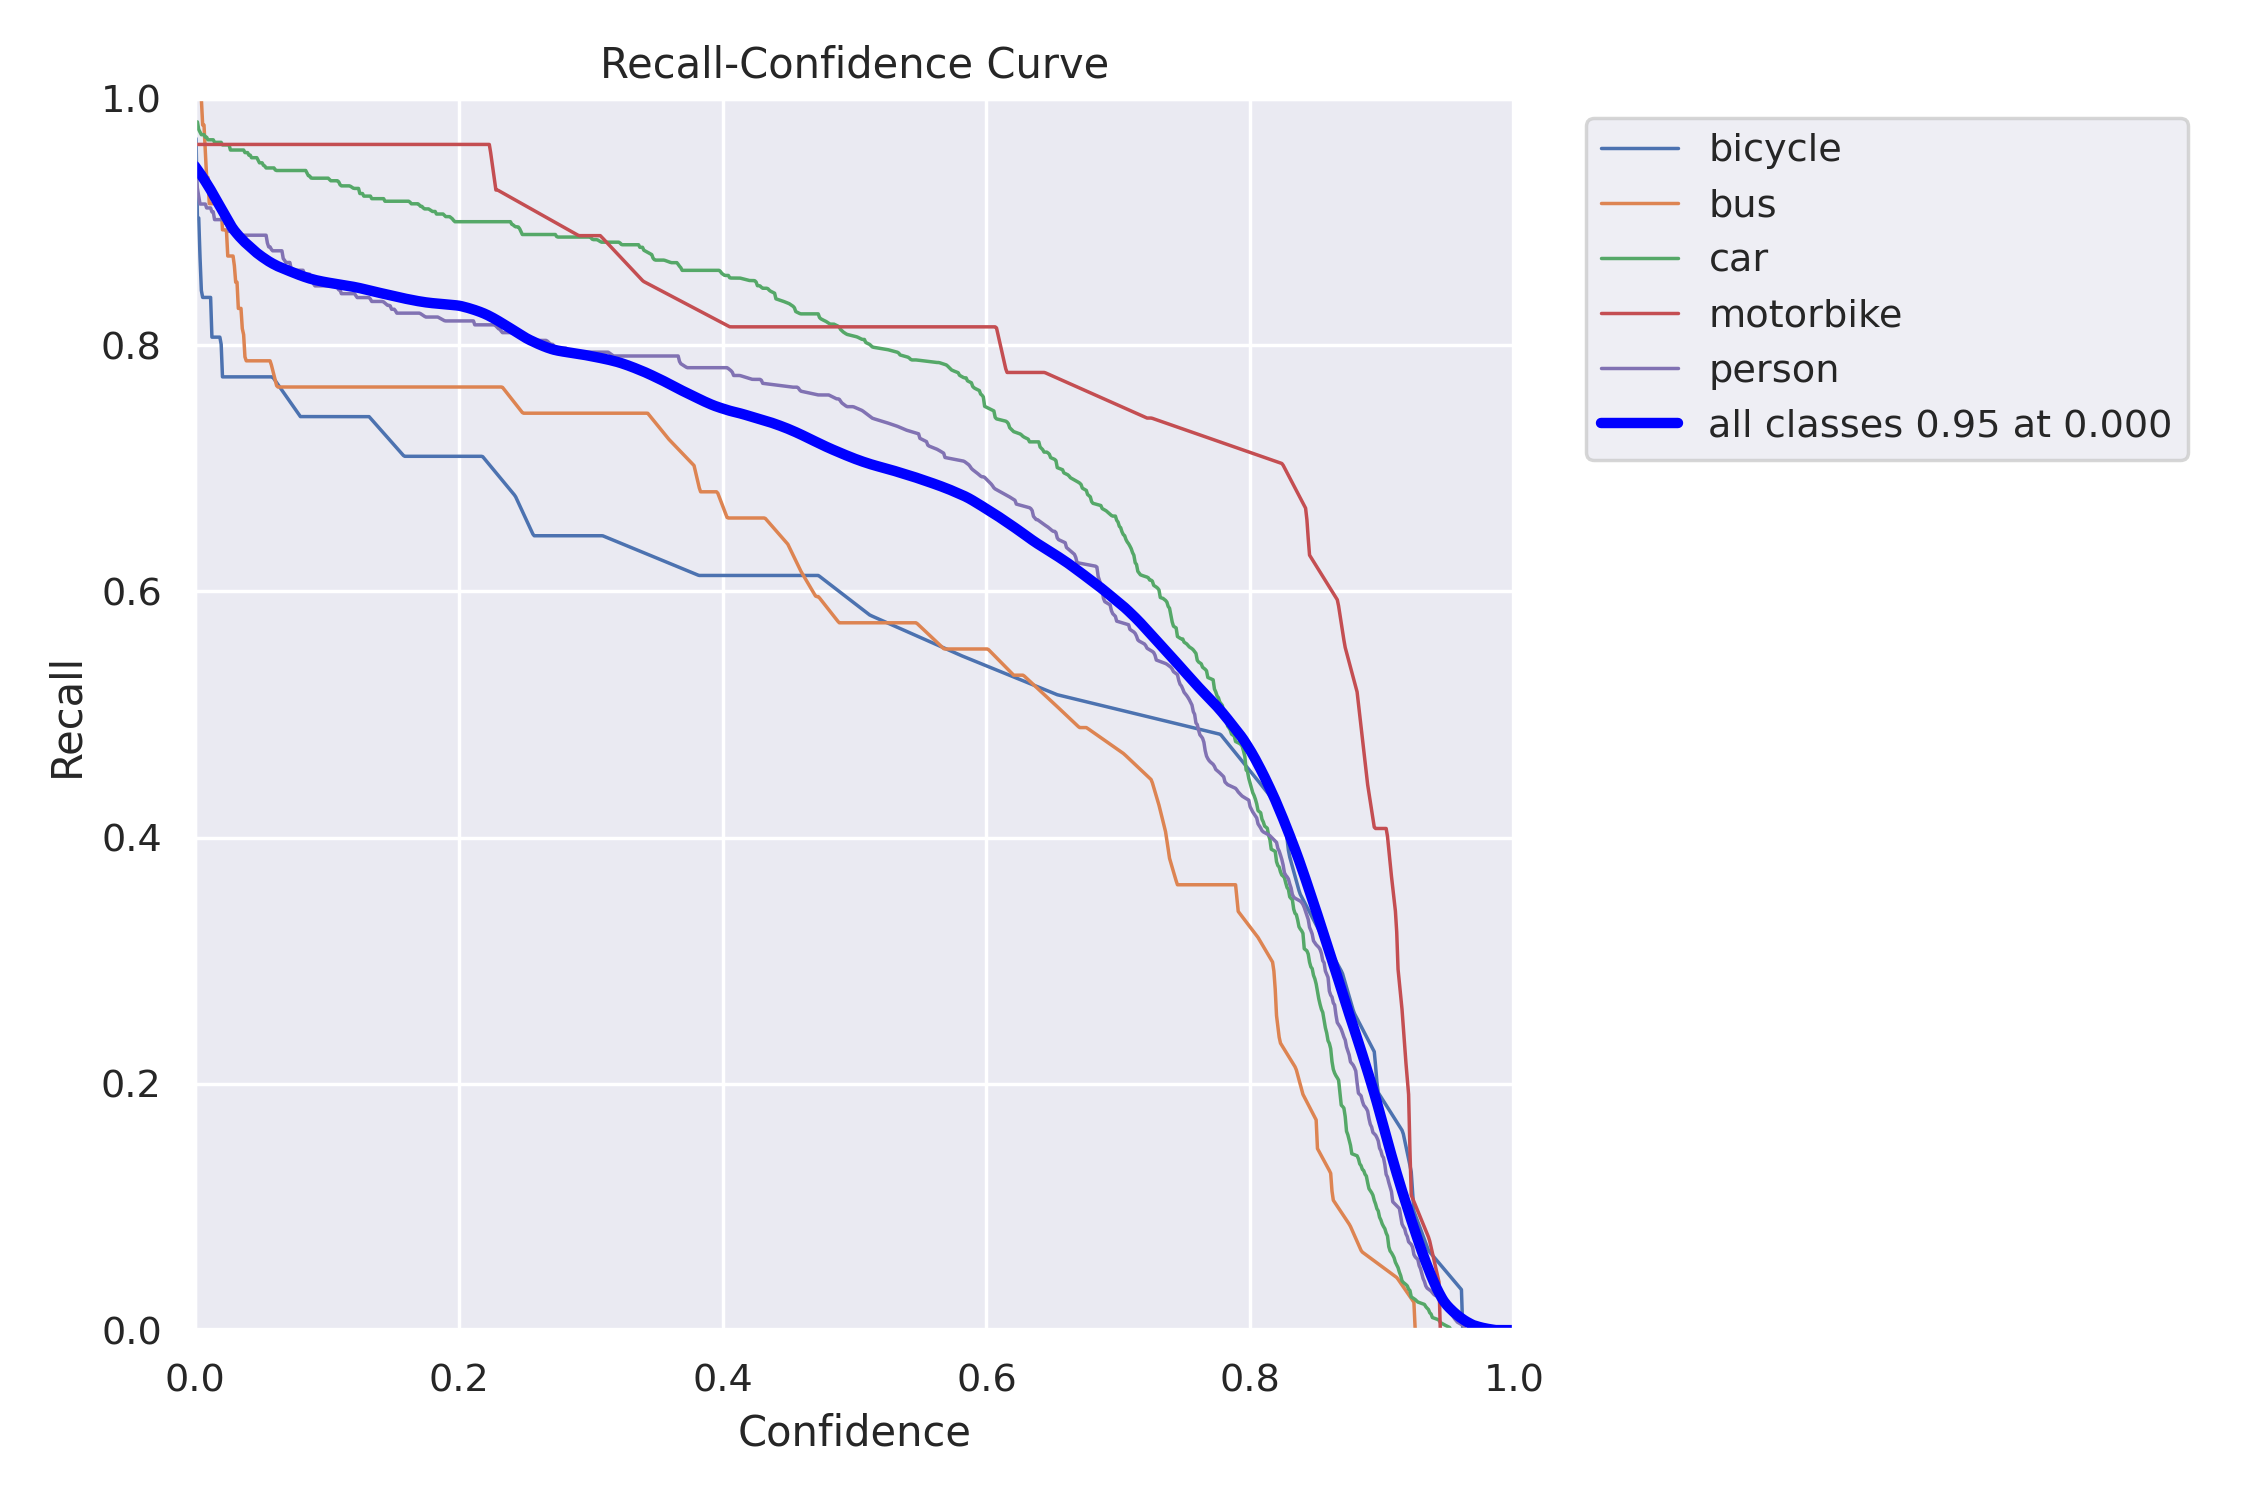 Recall-Confidence Curve
1.0
0.8
0.6
0.4
0.2
0.0
Recall
0.0 0.2 0.4 0.6 0.8 1.0
Confidence
bicycle
bus
car
motorbike
person
all classes 0.95 at 0.000